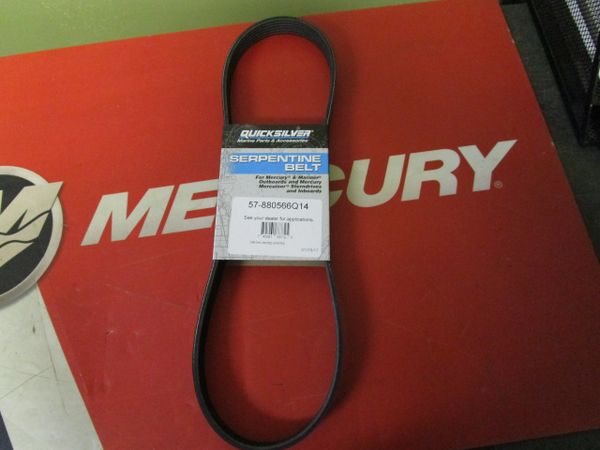 QUICKSILVER
Marine Parts & Accessories
SERPENTINE
BELT
For Mercury® & Mariner®
Outboards and Mercury
Mercruiser® Sterndrives
and Inboards
57-880566Q14
See your dealer for applications.
MERCURY®